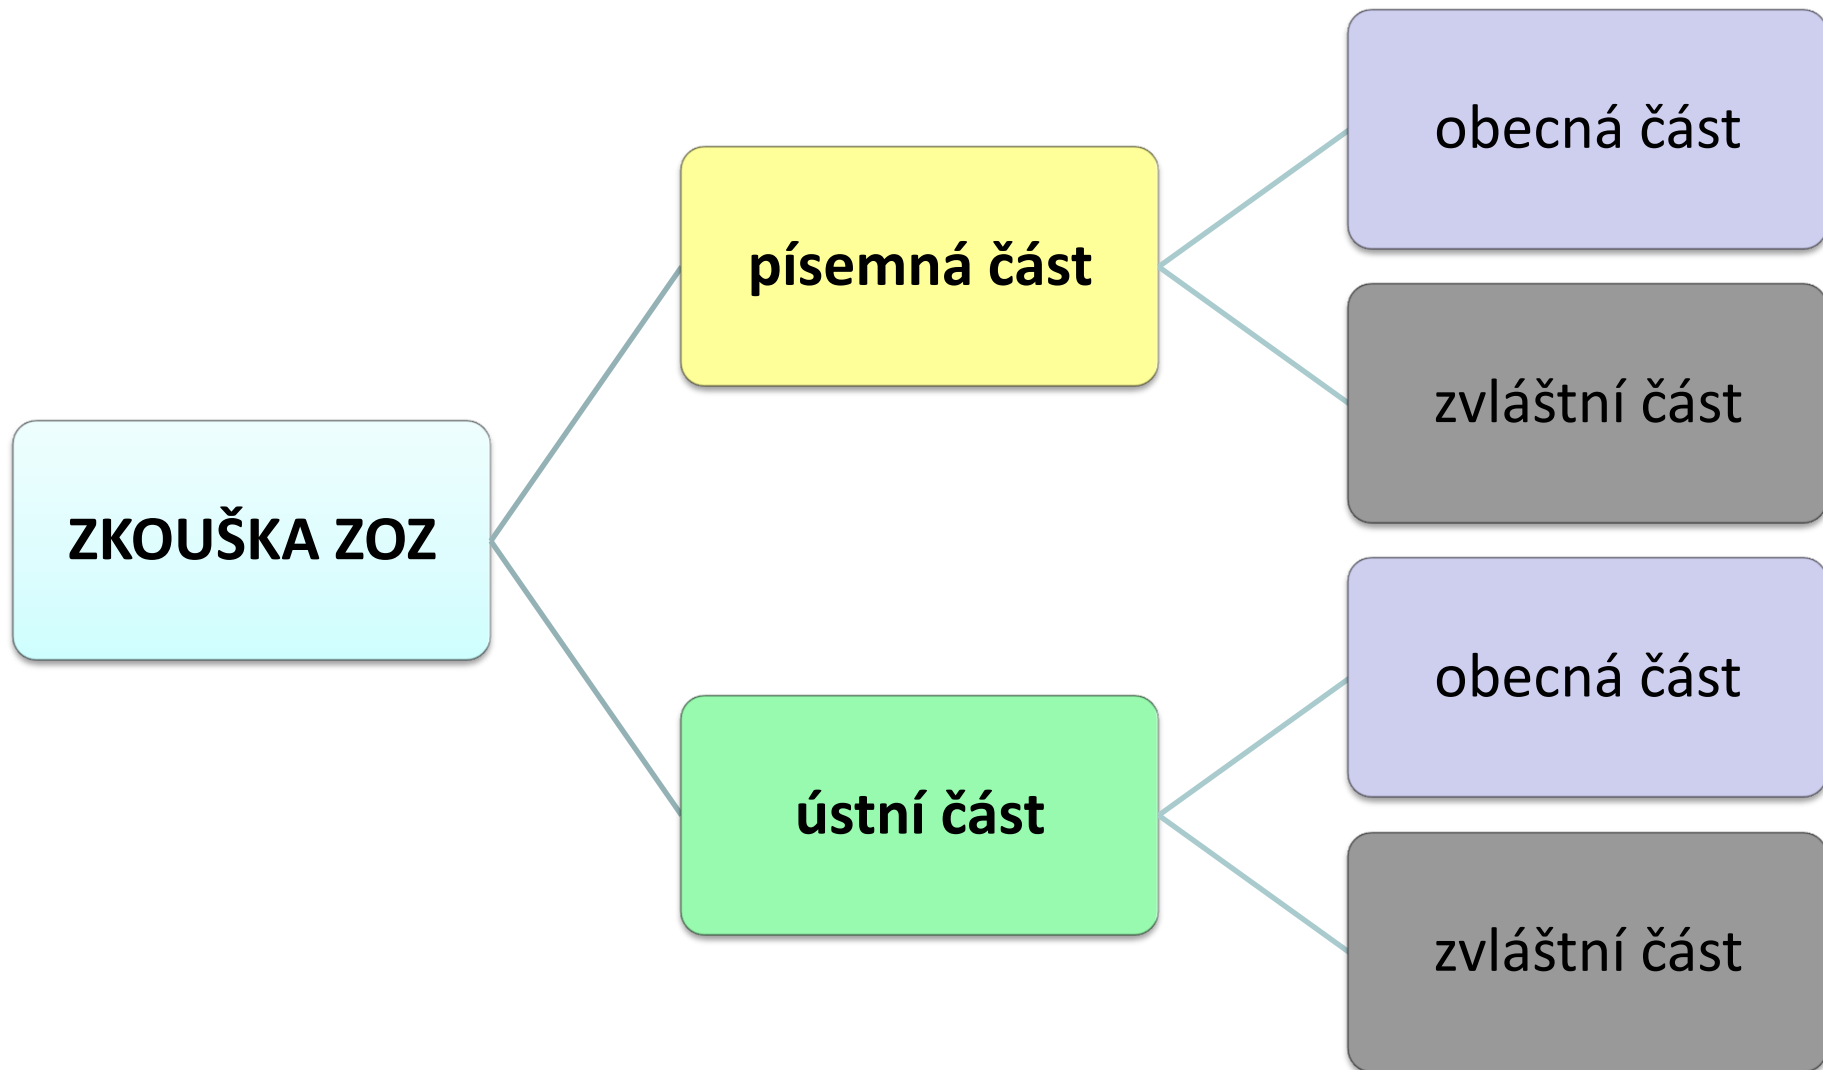 ZKOUŠKA ZOZ
písemná část
obecná část
zvláštní část
ústní část
obecná část
zvláštní část